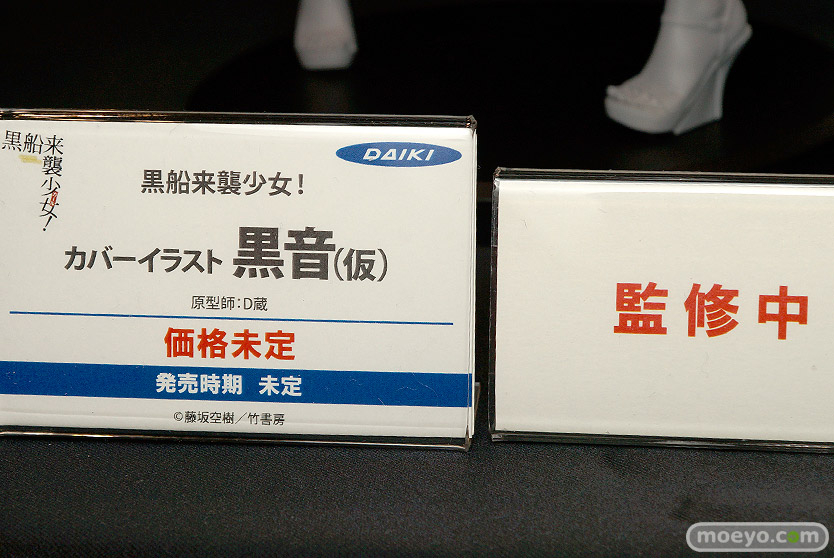 黒船来襲少女!
DAIKI
黒船来襲少女!
カバーイラスト 黒音(仮)
原型師:D蔵
価格未定
発売時期 未定
©藤坂空樹/竹書房
監修中
moeyo.com